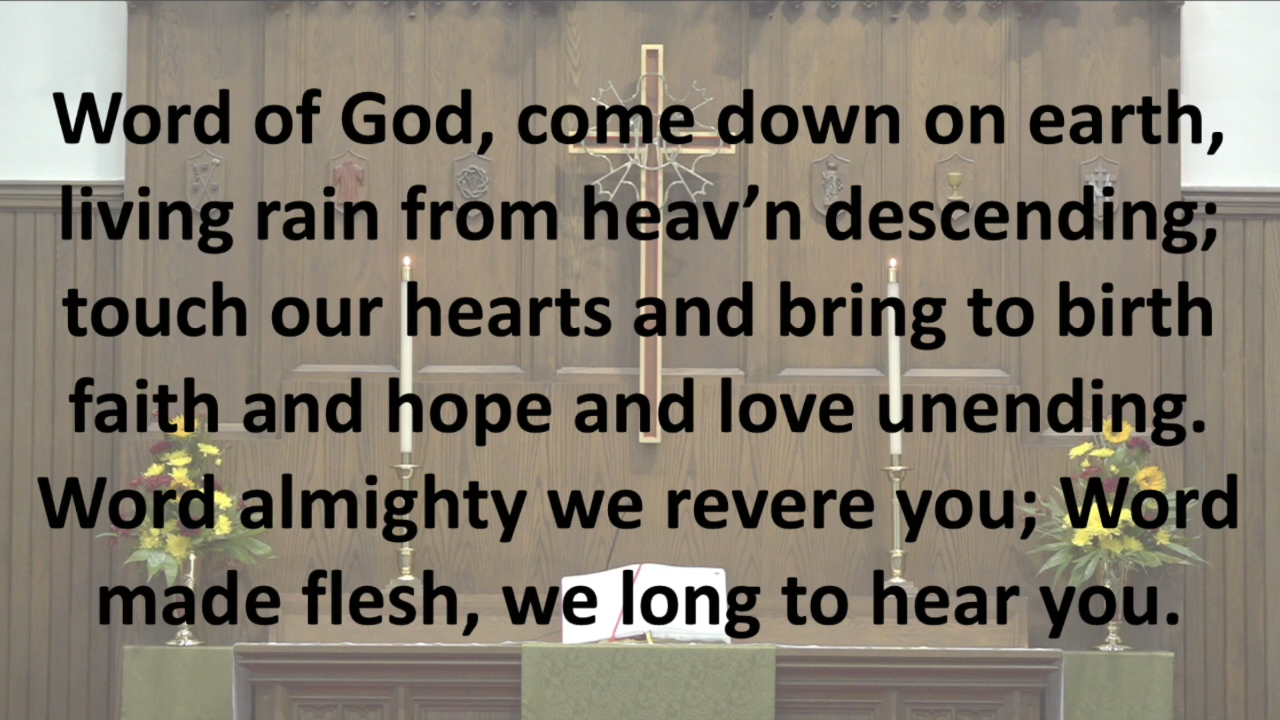 Word of God, come down on earth,
living rain from heav’n descending;
touch our hearts and bring to birth
faith and hope and love unending.
Word almighty we revere you; Word
made flesh, we long to hear you.